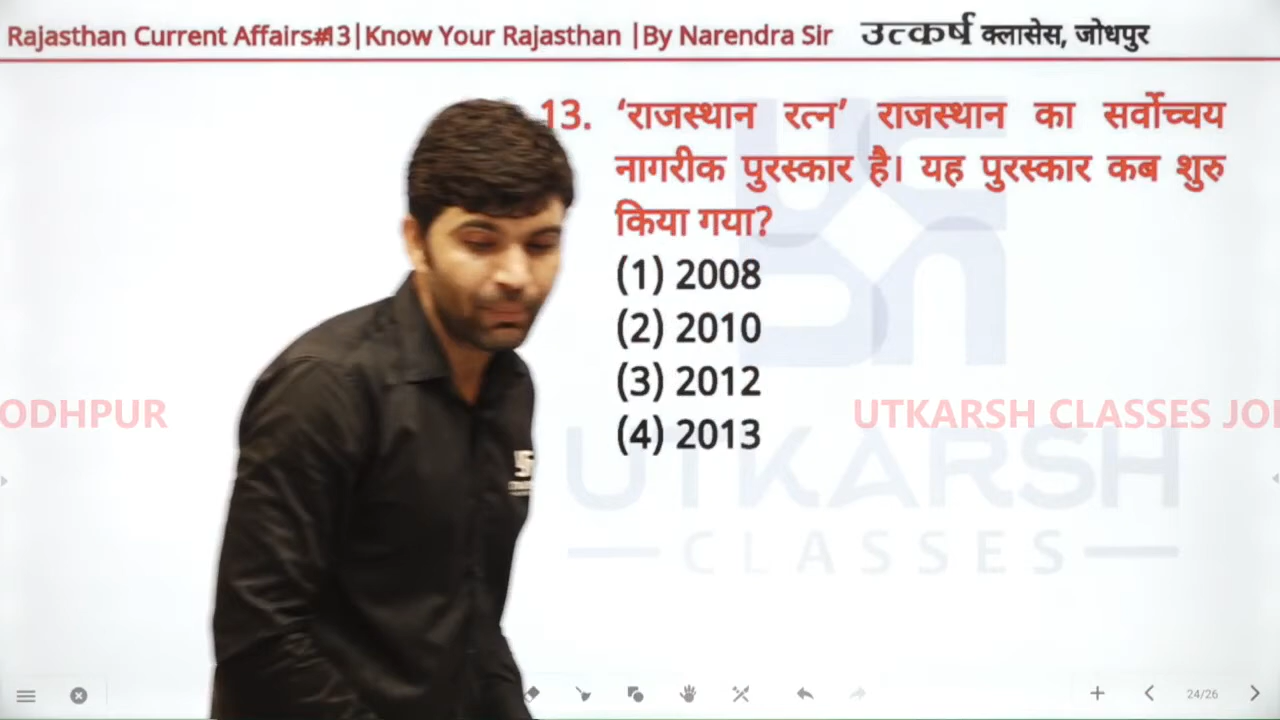 Rajasthan Current Affairs#13|Know Your Rajasthan |By Narendra Sir उत्कर्ष क्लासेस, जोधपुर
13. ‘राजस्थान रत्न’ राजस्थान का सर्वोच्चय
नागरीक पुरस्कार है। यह पुरस्कार कब शुरु
किया गया?
(1) 2008
(2) 2010
(3) 2012
(4) 2013
ODHPUR UTKARSH CLASSES JO
UTKARSH
CLASSES
24/26